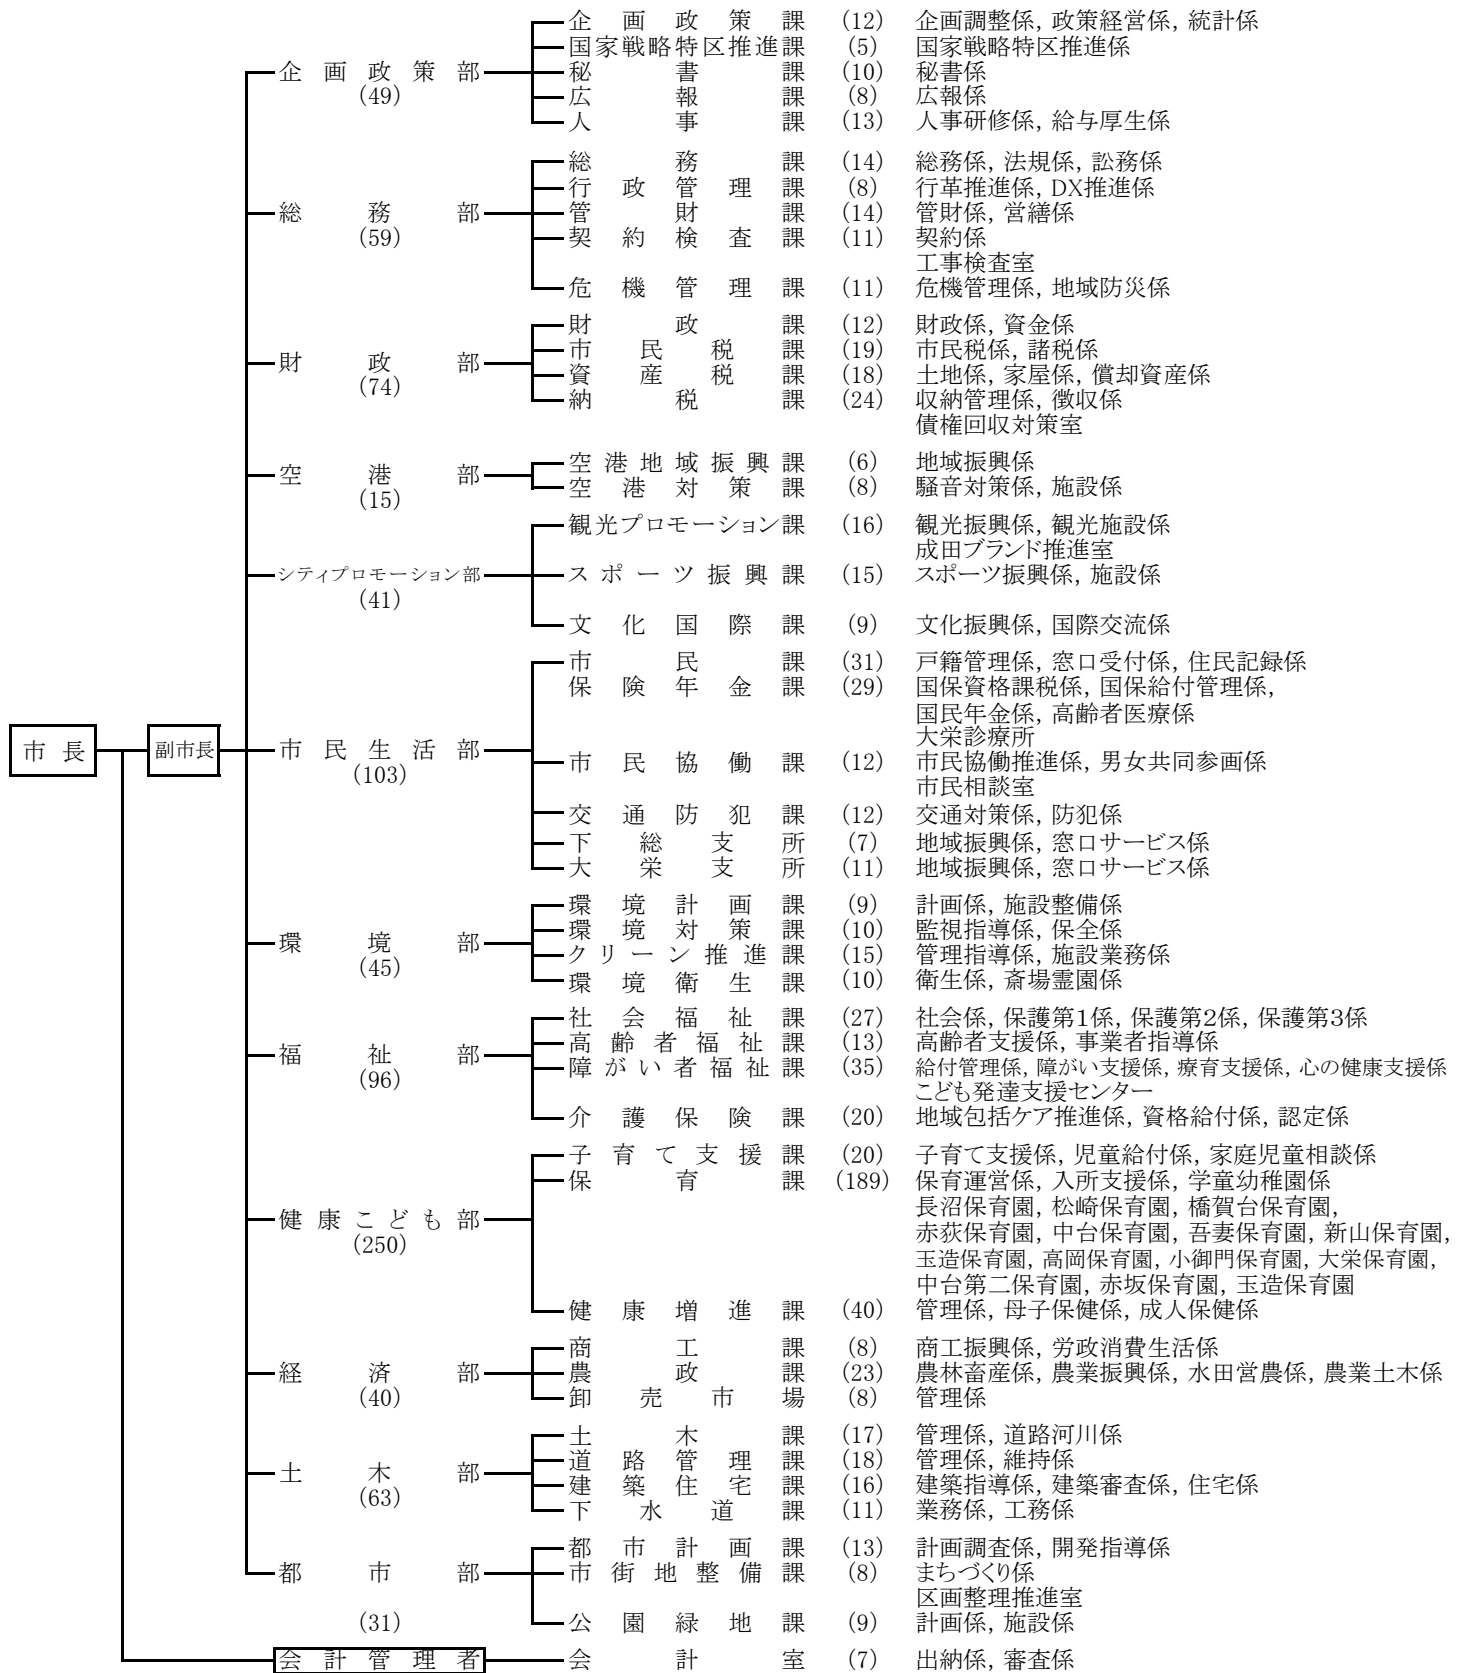 企画政策課 (12) 企画調整係, 政策経営係, 統計係
国家戦略特区推進課 (5) 国家戦略特区推進係
企画政策部 秘書課 (10) 秘書係
(49) 広報課 (8) 広報係
人事課 (13) 人事研修係, 給与厚生係
総務課 (14) 総務係, 法規係, 訟務係
行政管理課 (8) 行革推進係, DX推進係
総務部 管財課 (14) 管財係, 営繕係
(59) 契約検査課 (11) 契約係
工事検査室
危機管理課 (11) 危機管理係, 地域防災係
財政課 (12) 財政係, 資金係
市民税課 (19) 市民税係, 諸税係
財政部 資産税課 (18) 土地係, 家屋係, 償却資産係
(74) 納税課 (24) 収納管理係, 徴収係
債権回収対策室
空港地域振興課 (6) 地域振興係
空港部 空港対策課 (8) 騒音対策係, 施設係
(15)
観光プロモーション課 (16) 観光振興係, 観光施設係
成田ブランド推進室
シティプロモーション部 スポーツ振興課 (15) スポーツ振興係, 施設係
(41)
文化国際課 (9) 文化振興係, 国際交流係
市民課 (31) 戸籍管理係, 窓口受付係, 住民記録係
保険年金課 (29) 国保資格課税係, 国保給付管理係,
国民年金係, 高齢者医療係
大栄診療所
市長 副市長 市民生活部
(103) 市民協働課 (12) 市民協働推進係, 男女共同参画係
市民相談室
交通防犯課 (12) 交通対策係, 防犯係
下総支所 (7) 地域振興係, 窓口サービス係
大栄支所 (11) 地域振興係, 窓口サービス係
環境計画課 (9) 計画係, 施設整備係
環境対策課 (10) 監視指導係, 保全係
環境部 クリーン推進課 (15) 管理指導係, 施設業務係
(45) 環境衛生課 (10) 衛生係, 斎場霊園係
社会福祉課 (27) 社会係, 保護第1係, 保護第2係, 保護第3係
高齢者福祉課 (13) 高齢者支援係, 事業者指導係
福祉部 障がい者福祉課 (35) 給付管理係, 障がい支援係, 療育支援係, 心の健康支援係
(96) こども発達支援センター
介護保険課 (20) 地域包括ケア推進係, 資格給付係, 認定係
子育て支援課 (20) 子育て支援係, 児童給付係, 家庭児童相談係
保育課 (189) 保育運営係, 入所支援係, 学童幼稚園係
長沼保育園, 松崎保育園, 橋賀台保育園,
健康こども部 赤荻保育園, 中台保育園, 吾妻保育園, 新山保育園,
(250) 玉造保育園, 高岡保育園, 小御門保育園, 大栄保育園,
中台第二保育園, 赤坂保育園, 玉造保育園
健康増進課 (40) 管理係, 母子保健係, 成人保健係
商工課 (8) 商工振興係, 労政消費生活係
経済部 農政課 (23) 農林畜産係, 農業振興係, 水田営農係, 農業土木係
(40) 卸売市場 (8) 管理係
土木課 (17) 管理係, 道路河川係
道路管理課 (18) 管理係, 維持係
土木部 建築住宅課 (16) 建築指導係, 建築審査係, 住宅係
(63) 下水道課 (11) 業務係, 工務係
都市計画課 (13) 計画調査係, 開発指導係
都市部 市街地整備課 (8) まちづくり係
区画整理推進室
(31) 公園緑地課 (9) 計画係, 施設係
会計管理者 会計室 (7) 出納係, 審査係